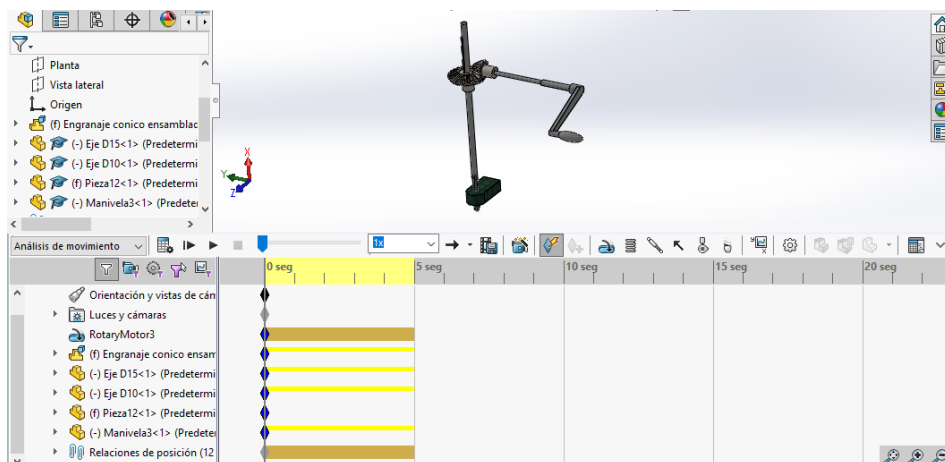 Planta
Vista lateral
Origen
(f) Engranaje conico ensamblac
(-) Eje D15<1> (Predetermi
(-) Eje D10<1> (Predetermi
(f) Pieza12<1> (Predetermi
(-) Manivela3<1> (Predeter
X
Y
Z
Análisis de movimiento
1x
0 seg
5 seg
10 seg
15 seg
20 seg
Orientación y vistas de cám
Luces y cámaras
RotaryMotor3
(f) Engranaje conico ensam
(-) Eje D15<1> (Predetermi
(-) Eje D10<1> (Predetermi
(f) Pieza12<1> (Predetermi
(-) Manivela3<1> (Predeter
Relaciones de posición (12